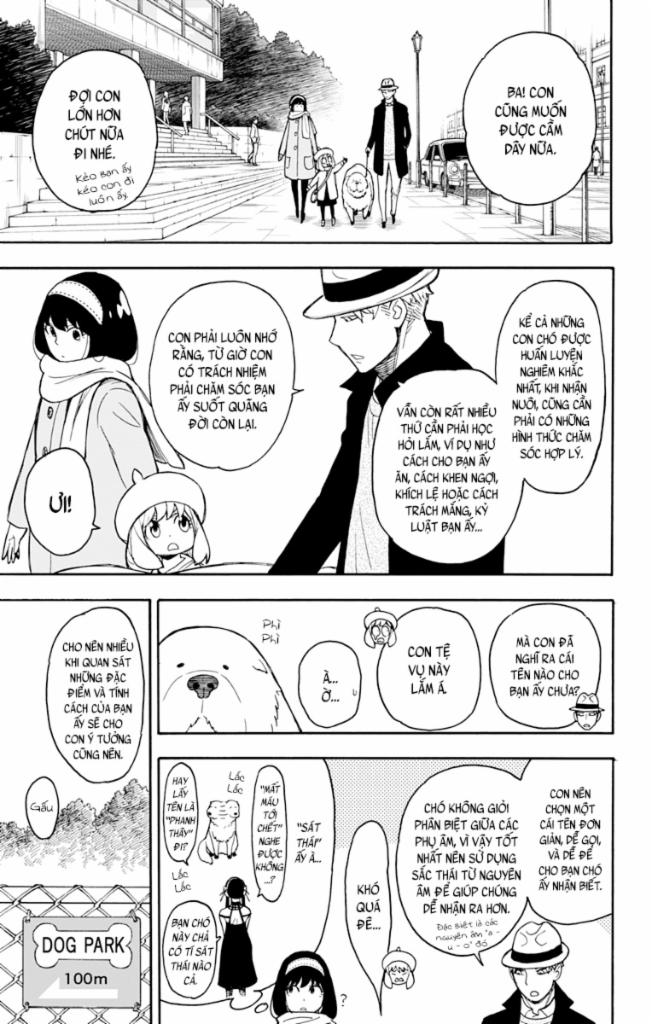 BA! CON
CŨNG MUỐN
ĐƯỢC CẦM
DÂY NỮA.
ĐỢI CON
LỚN HƠN
CHÚT NỮA
ĐI NHÉ.
Kẻo bạn ấy
kéo con đi
luôn ấy.
KỂ CẢ NHỮNG
CON CHÓ ĐƯỢC
HUẤN LUYỆN
NGHIÊM KHẮC
NHẤT, KHI NHẬN
NUÔI, CŨNG CẦN
PHẢI CÓ NHỮNG
HÌNH THỨC CHĂM
SÓC HỢP LÝ.
VẪN CÒN RẤT NHIỀU
THỨ CẦN PHẢI HỌC
HỎI LẮM, VÍ DỤ NHƯ
CÁCH CHO BẠN ẤY
ĂN, CÁCH KHEN NGỢI,
KHÍCH LỆ HOẶC CÁCH
TRÁCH MẮNG, KỶ
LUẬT BẠN ẤY...
CON PHẢI LUÔN NHỚ
RẰNG, TỪ GIỜ CON
CÓ TRÁCH NHIỆM
PHẢI CHĂM SÓC BẠN
ẤY SUỐT QUÃNG
ĐỜI CÒN LẠI.
ƯI!
MÀ CON ĐÃ
NGHĨ RA CÁI
TÊN NÀO CHO
BẠN ẤY CHƯA?
CON TỆ
VỤ NÀY
LẮM Á.
À...
Ờ...
Phì
Phì
CON NÊN
CHỌN MỘT
CÁI TÊN ĐƠN
GIẢN, DỄ GỌI,
VÀ DỄ ĐỂ
CHO BẠN CHÓ
ẤY NHẬN BIẾT.
CHÓ KHÔNG GIỎI
PHÂN BIỆT GIỮA CÁC
PHỤ ÂM, VÌ VẬY TỐT
NHẤT NÊN SỬ DỤNG
SẮC THÁI TỪ NGUYÊN
ÂM ĐỂ GIÚP CHÚNG
DỄ NHẬN RA HƠN.
Đặc biệt là các
nguyên âm "a -
u - o" đó
KHÓ
QUÁ
ĐÊ...
"SÁT
THÁI"
ẤY À...
"MẤT
MÁU
TỚI
CHẾT"
NGHE
ĐƯỢC
KHÔNG
...?
Lắc
Lắc
HAY
LẤY
TÊN LÀ
"PHANH
THÂY"
ĐI?
Lắc
Lắc
BẠN CHÓ
NÀY CHẢ
CÓ TÍ SÁT
THÁI NÀO
CẢ.
?
CHO NÊN NHIỀU
KHI QUAN SÁT
NHỮNG ĐẶC
ĐIỂM VÀ TÍNH
CÁCH CỦA BẠN
ẤY SẼ CHO
CON Ý TƯỞNG
CŨNG NÊN.
Gấu
DOG PARK
100m